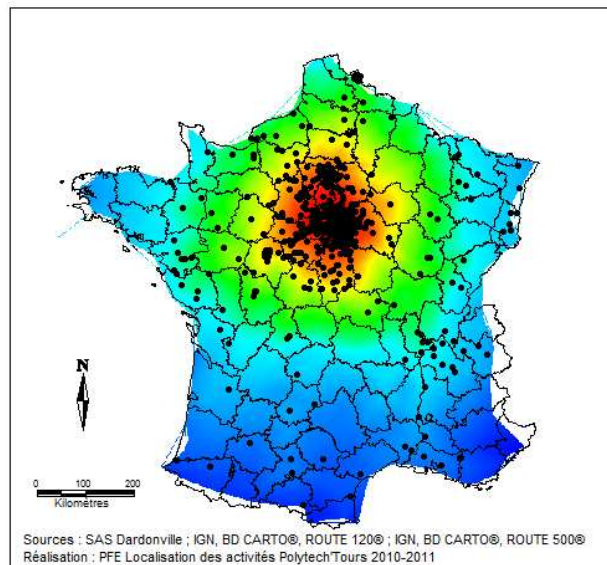 N
0 100 200
Kilomètres
Sources : SAS Dardonville ; IGN, BD CARTO®, ROUTE 120® ; IGN, BD CARTO®, ROUTE 500®
Réalisation : PFE Localisation des activités Polytech'Tours 2010-2011